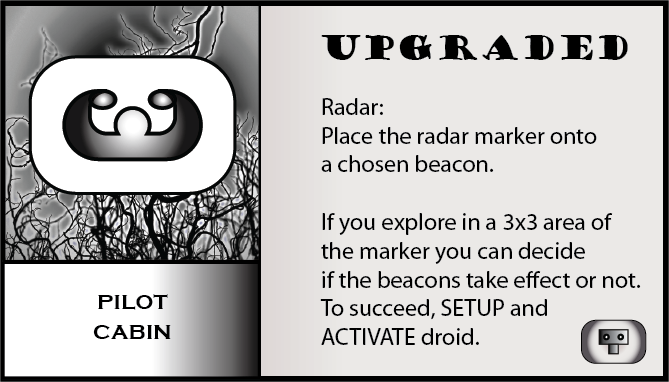 UPGRADED
Radar:
Place the radar marker onto
a chosen beacon.
If you explore in a 3x3 area of
the marker you can decide
if the beacons take effect or not.
To succeed, SETUP and
ACTIVATE droid.
PILOT
CABIN